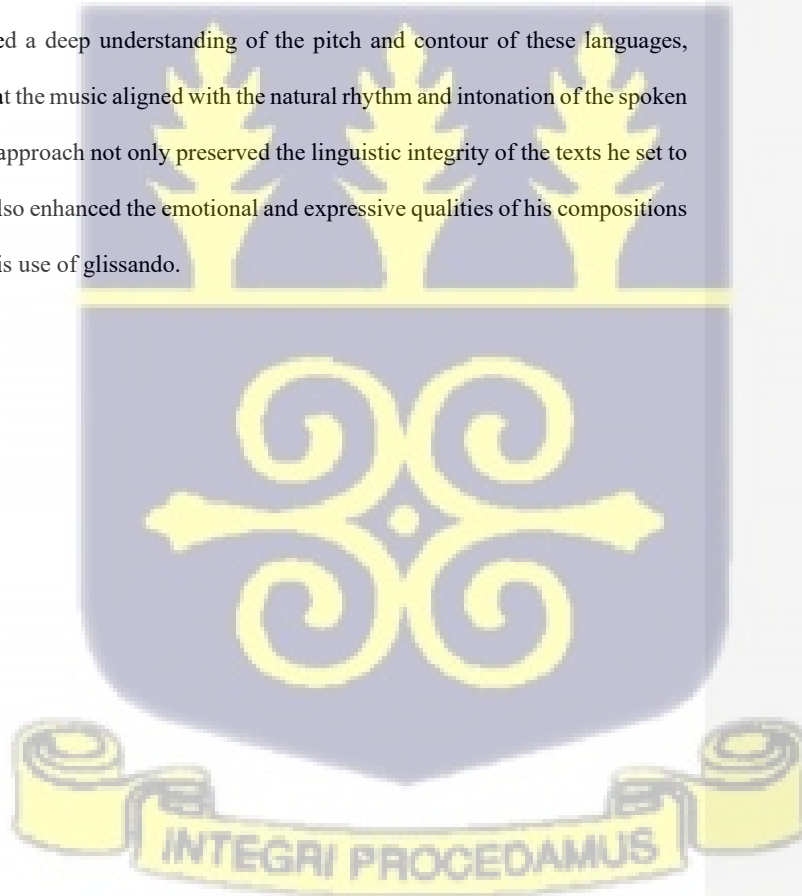 ed a deep understanding of the pitch and contour of these languages,
at the music aligned with the natural rhythm and intonation of the spoken
approach not only preserved the linguistic integrity of the texts he set to
lso enhanced the emotional and expressive qualities of his compositions
is use of glissando.
INTEGRI PROCEDAMUS